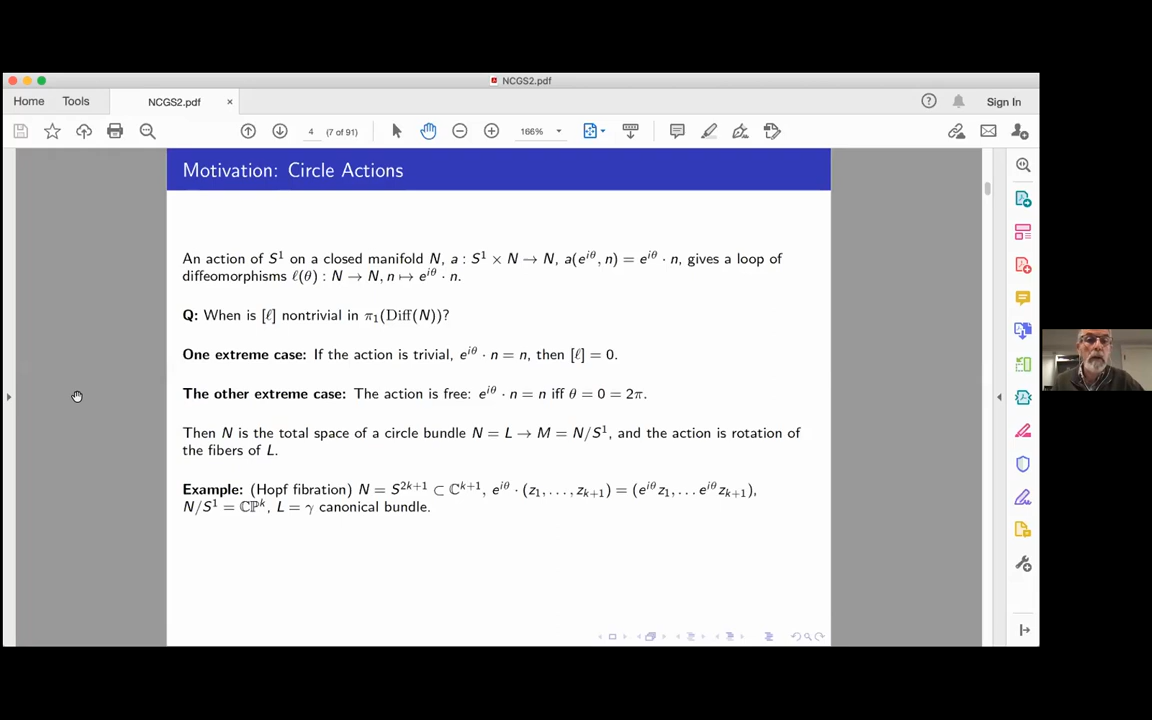 NCGS2.pdf
Home Tools NCGS2.pdf × Sign In
4 (7 of 91) 166%
Motivation: Circle Actions
An action of S¹ on a closed manifold N, a : S¹ × N → N, a(e^{iθ}, n) = e^{iθ} · n, gives a loop of
diffeomorphisms ℓ(θ) : N → N, n ↦ e^{iθ} · n.
Q: When is [ℓ] nontrivial in π₁(Diff(N))?
One extreme case: If the action is trivial, e^{iθ} · n = n, then [ℓ] = 0.
The other extreme case: The action is free: e^{iθ} · n = n iff θ = 0 = 2π.
Then N is the total space of a circle bundle N = L → M = N/S¹, and the action is rotation of
the fibers of L.
Example: (Hopf fibration) N = S^{2k+1} ⊂ ℂ^{k+1}, e^{iθ} · (z₁, . . . , z_{k+1}) = (e^{iθ}z₁, . . . e^{iθ}z_{k+1}),
N/S¹ = ℂℙ^k, L = γ canonical bundle.